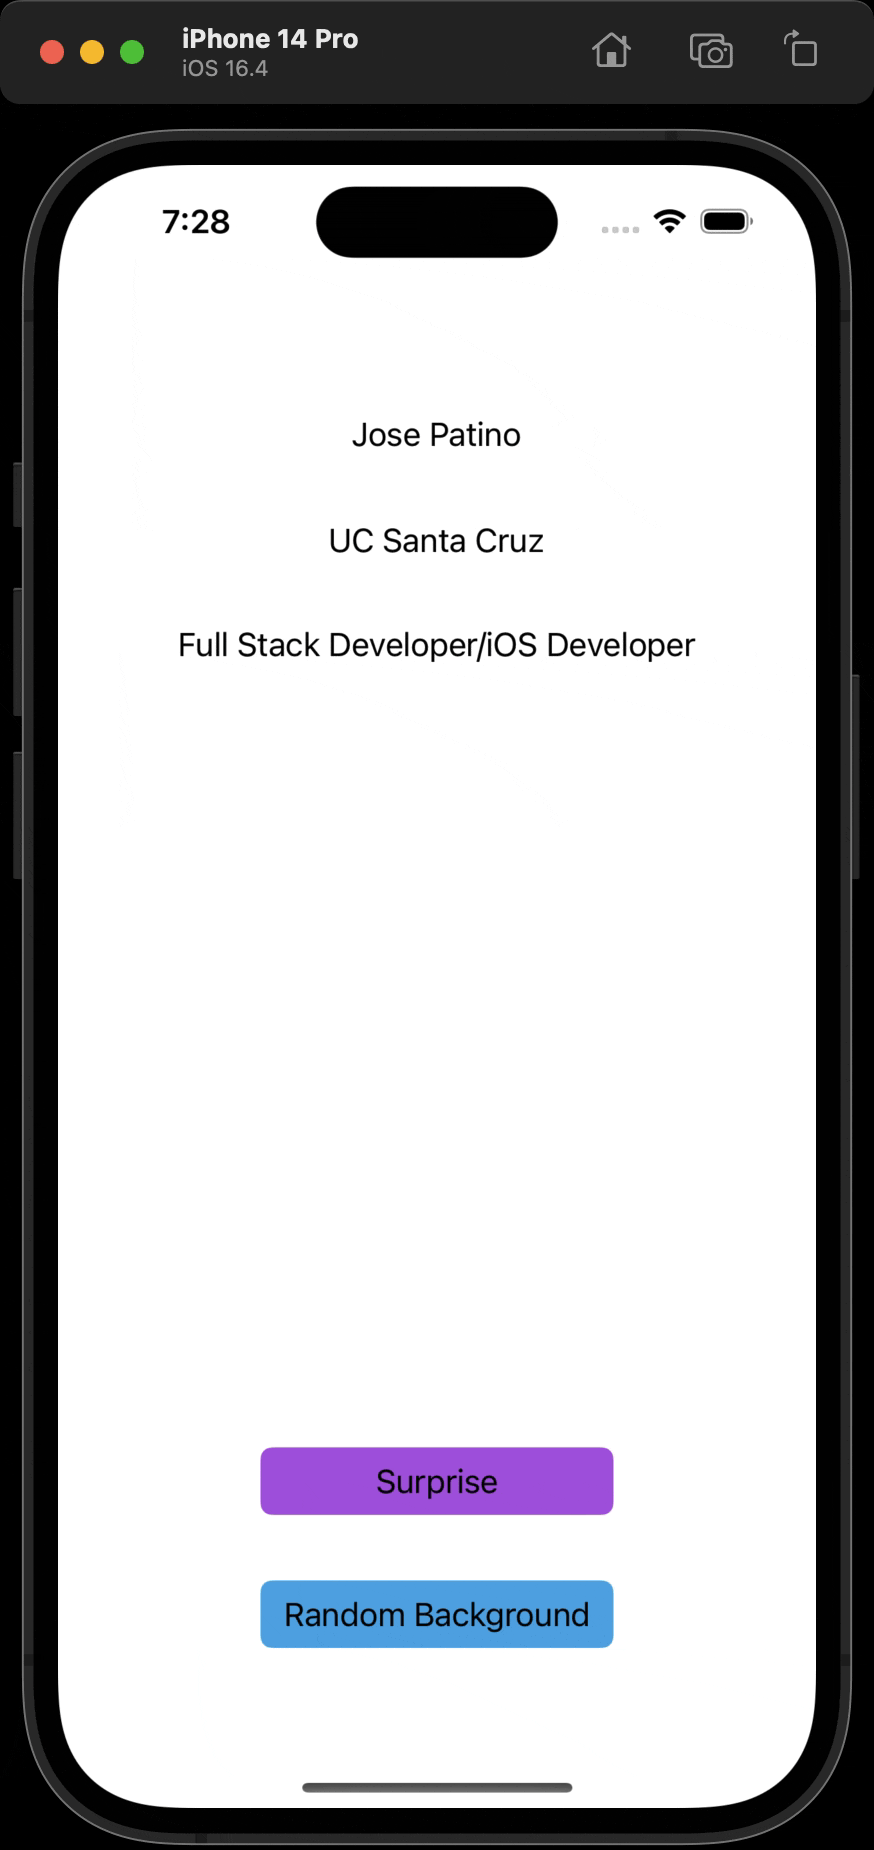 iPhone 14 Pro
iOS 16.4
7:28
Jose Patino
UC Santa Cruz
Full Stack Developer/iOS Developer
Surprise
Random Background